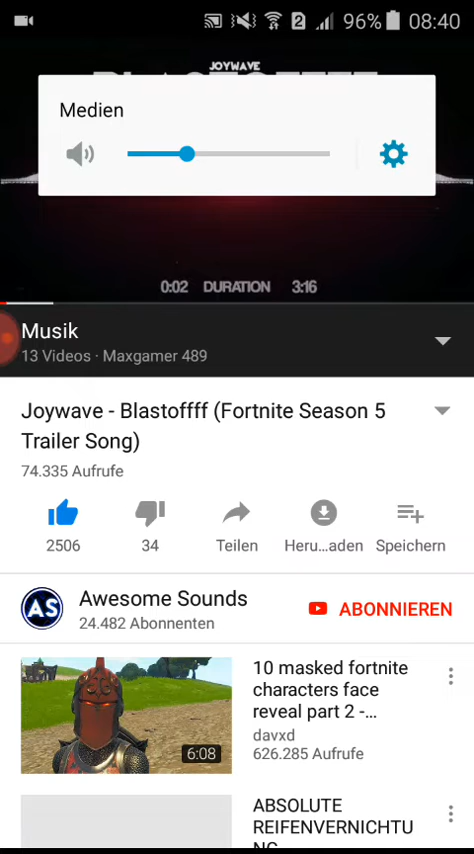 2 96% 08:40
JOYWAVE
Medien
0:02 DURATION 3:16
Musik
13 Videos · Maxgamer 489
Joywave - Blastoffff (Fortnite Season 5
Trailer Song)
74.335 Aufrufe
2506 34 Teilen Heru...aden Speichern
AS
Awesome Sounds
24.482 Abonnenten
ABONNIEREN
10 masked fortnite
characters face
reveal part 2 -...
davxd
626.285 Aufrufe
6:08
ABSOLUTE
REIFENVERNICHTU